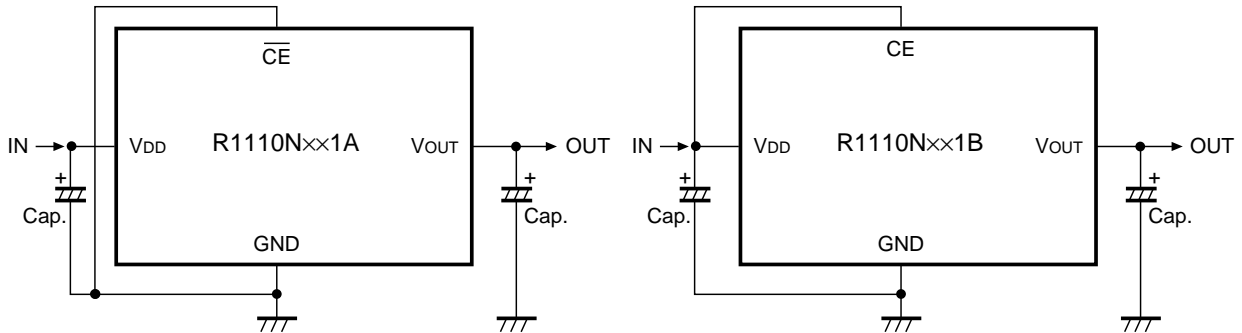 C̅E̅
R1110N××1A
IN
VDD
VOUT
OUT
+
Cap.
+
Cap.
GND
CE
R1110N××1B
IN
VDD
VOUT
OUT
+
Cap.
+
Cap.
GND